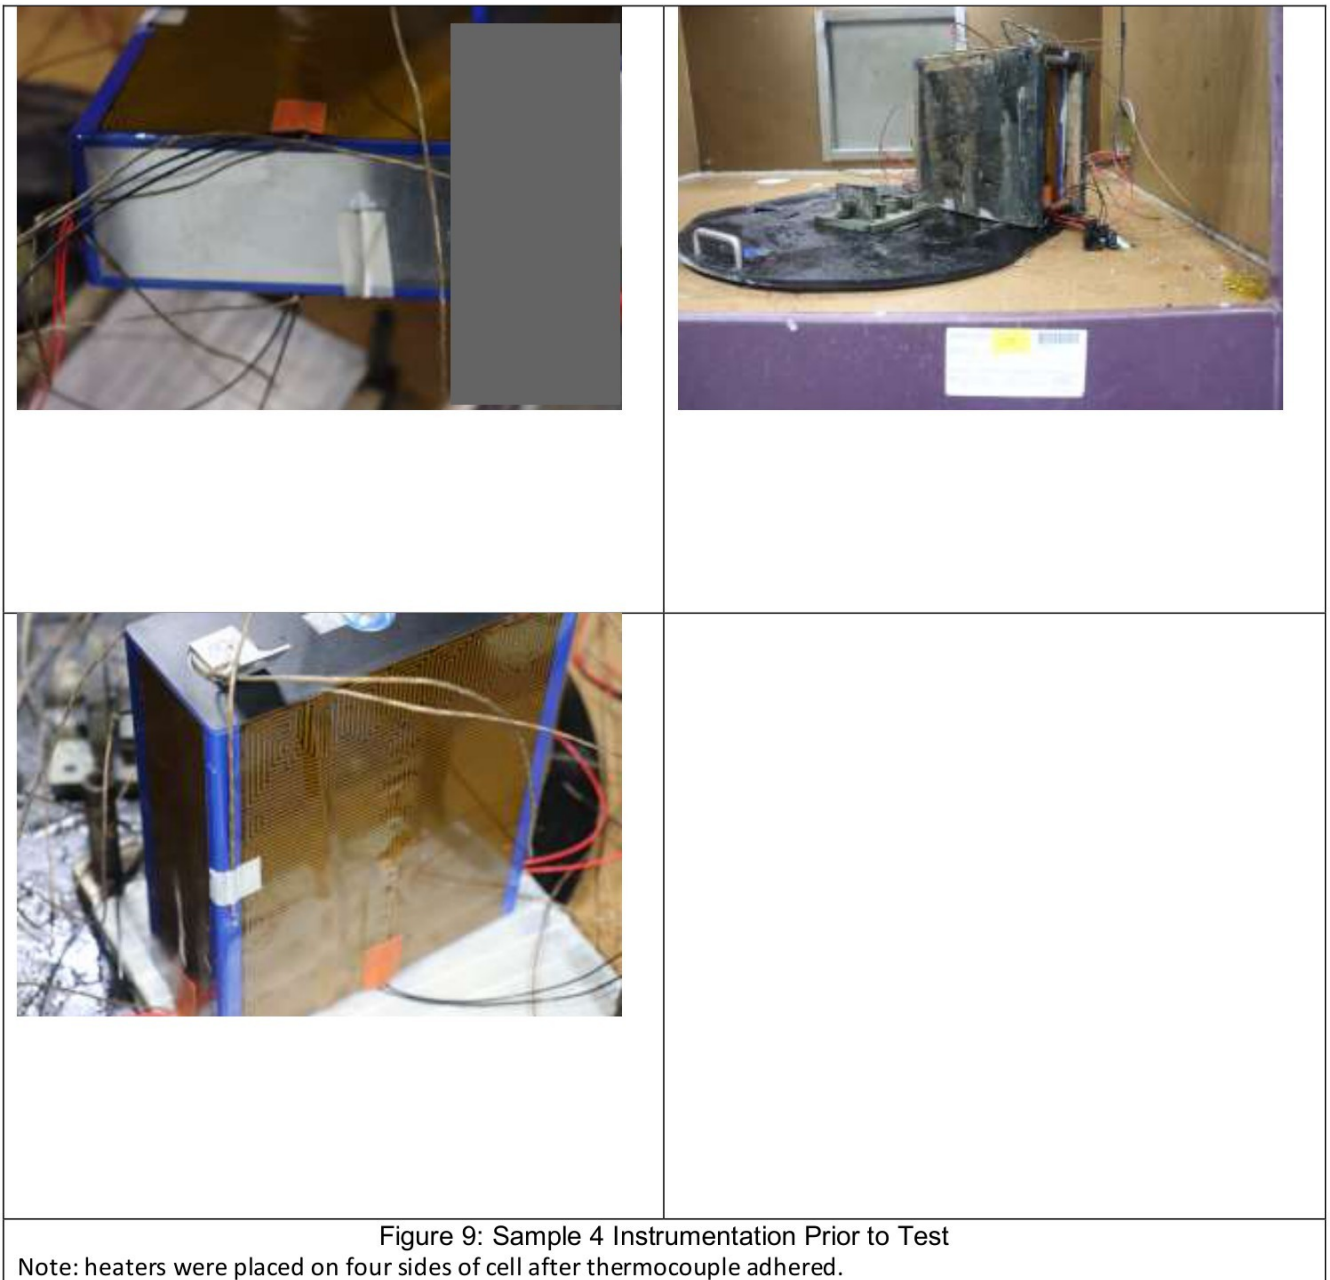 Figure 9: Sample 4 Instrumentation Prior to Test
Note: heaters were placed on four sides of cell after thermocouple adhered.